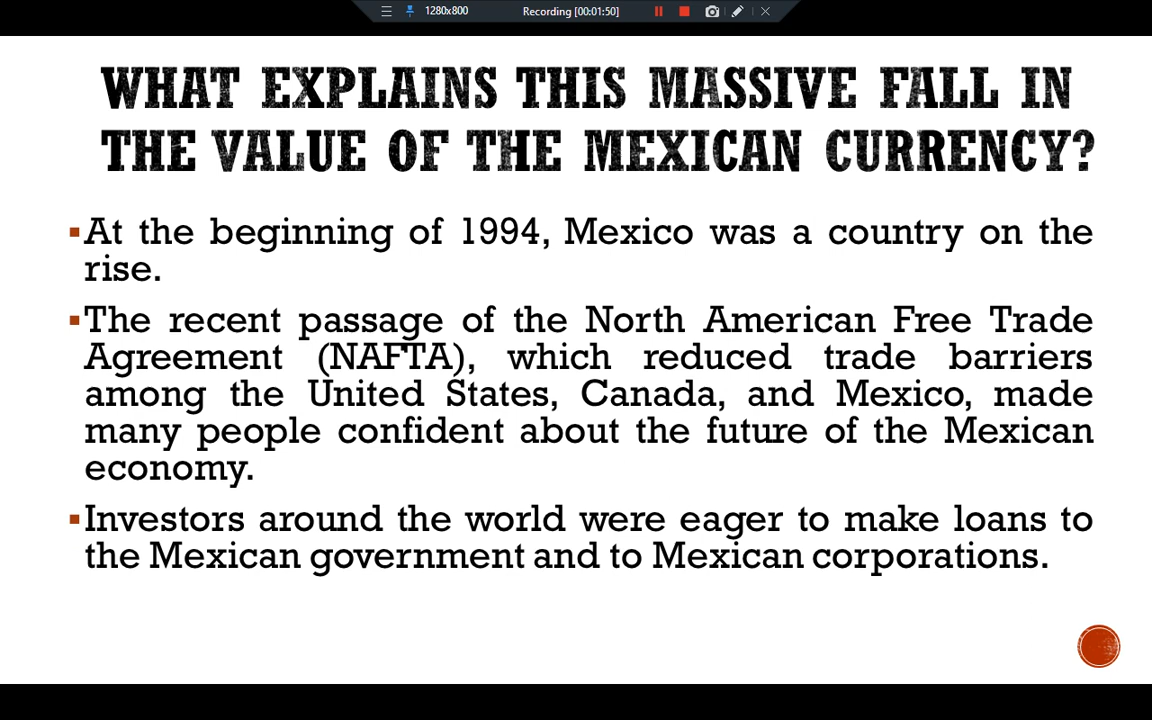 1280x800 Recording [00:01:50]
WHAT EXPLAINS THIS MASSIVE FALL IN
THE VALUE OF THE MEXICAN CURRENCY?
▪At the beginning of 1994, Mexico was a country on the
rise.
▪The recent passage of the North American Free Trade
Agreement (NAFTA), which reduced trade barriers
among the United States, Canada, and Mexico, made
many people confident about the future of the Mexican
economy.
▪Investors around the world were eager to make loans to
the Mexican government and to Mexican corporations.